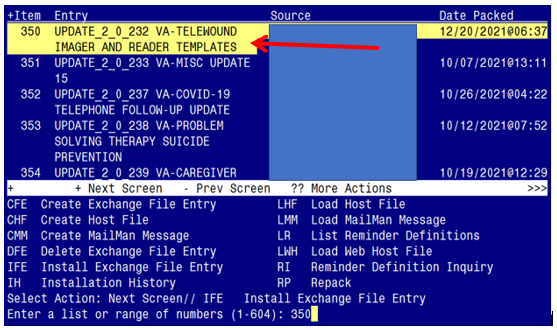 +Item Entry Source Date Packed
350 UPDATE_2_0_232 VA-TELEWOUND 12/20/2021@06:37
IMAGER AND READER TEMPLATES
351 UPDATE_2_0_233 VA-MISC UPDATE 10/07/2021@13:11
15
352 UPDATE_2_0_237 VA-COVID-19 10/26/2021@04:22
TELEPHONE FOLLOW-UP UPDATE
353 UPDATE_2_0_238 VA-PROBLEM 10/12/2021@07:52
SOLVING THERAPY SUICIDE
PREVENTION
354 UPDATE_2_0_239 VA-CAREGIVER 10/19/2021@12:29
+ + Next Screen - Prev Screen ?? More Actions >>>
CFE Create Exchange File Entry LHF Load Host File
CHF Create Host File LMM Load MailMan Message
CMM Create MailMan Message LR List Reminder Definitions
DFE Delete Exchange File Entry LWH Load Web Host File
IFE Install Exchange File Entry RI Reminder Definition Inquiry
IH Installation History RP Repack
Select Action: Next Screen// IFE Install Exchange File Entry
Enter a list or range of numbers (1-604): 350